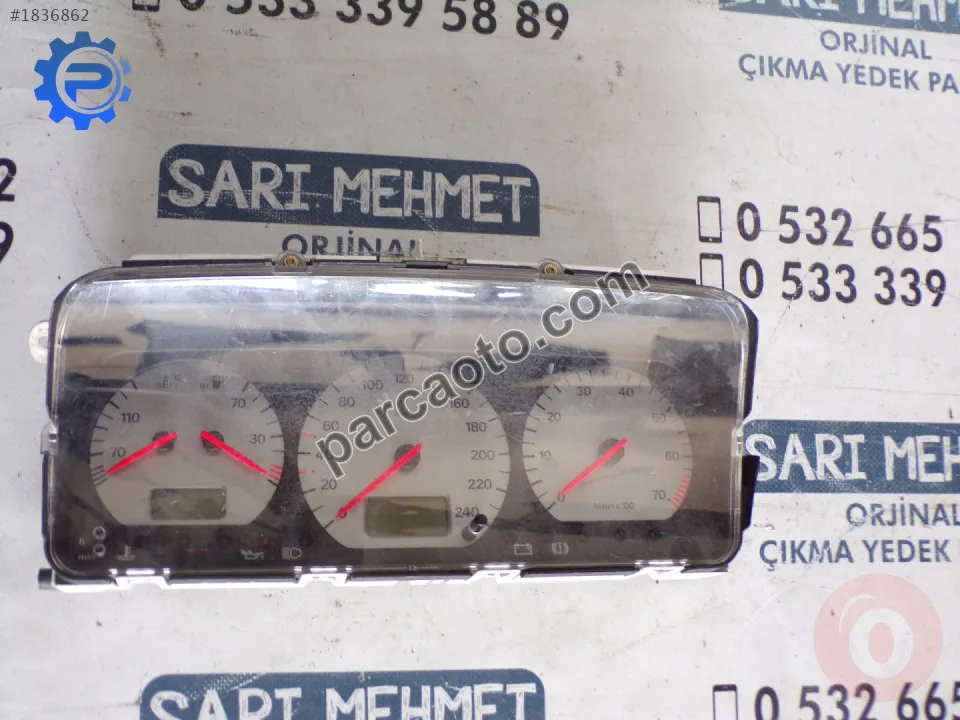 #1836862
0 533 339 58 89
SARI MEHMET
ORJİNAL
ÇIKMA YEDEK PA
SARI MEHMET
ORJİNAL
0 532 665
0 533 339
parcaoto.com
110
70
70
30
0
20
60
80
100
120
160
180
200
220
240
0
10
20
30
40
60
70
SARI MEH
ORJİNAL
ÇIKMA YEDEK P
SARI MEHMET
0 532 665